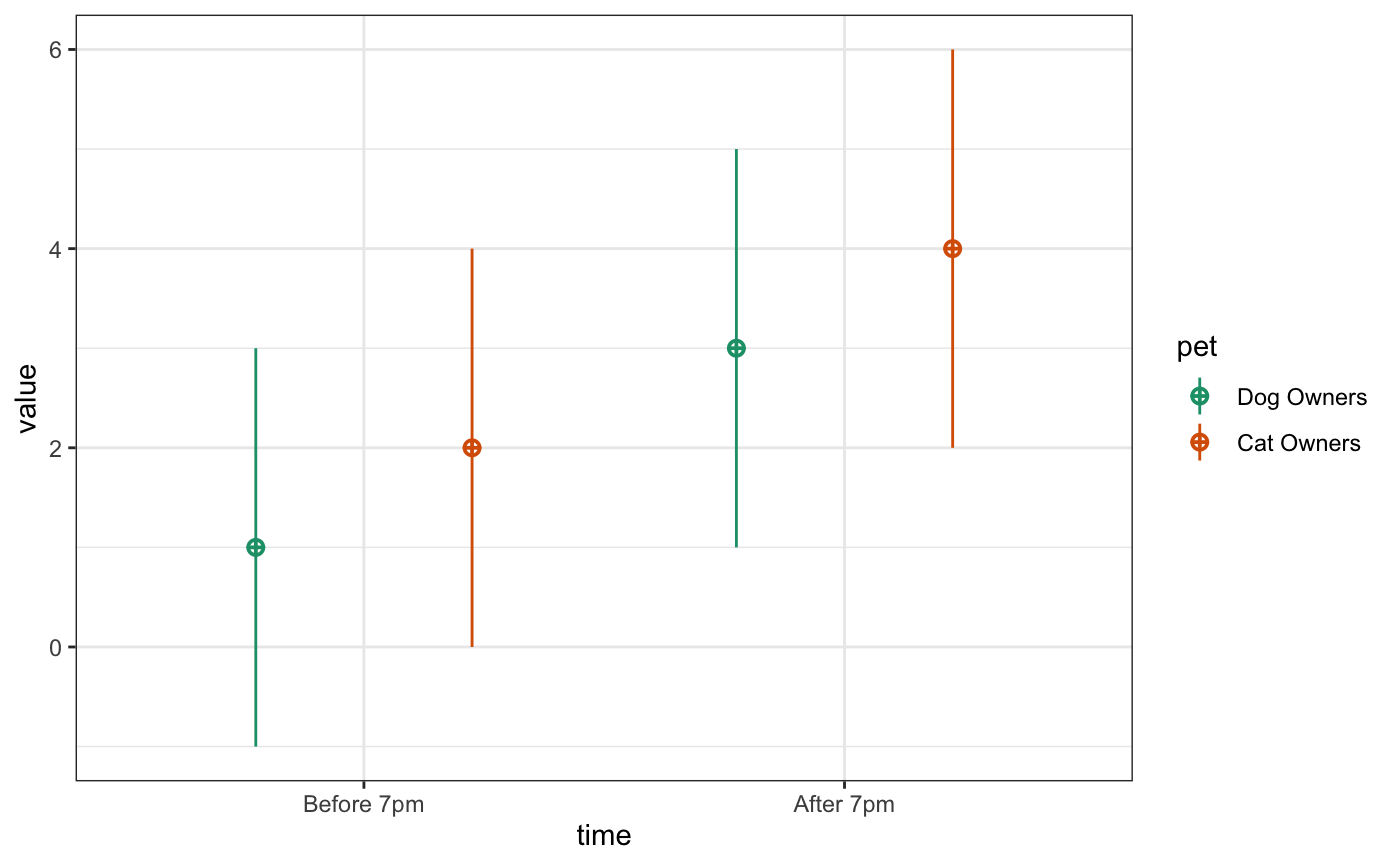 6
4
2
0
value
Before 7pm
After 7pm
time
pet
Dog Owners
Cat Owners